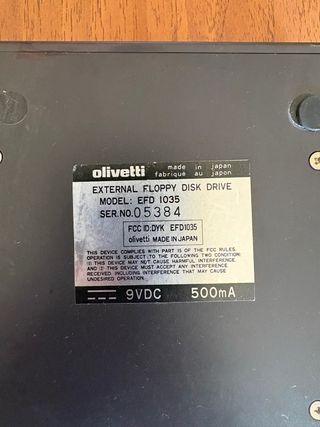 olivetti made in japan
fabriqué au japon
EXTERNAL FLOPPY DISK DRIVE
MODEL: EFD 1035
SER.NO. 05384
FCC ID:DYK EFD1035
olivetti MADE IN JAPAN
THIS DEVICE COMPLIES WITH PART 15 OF THE FCC RULES.
OPERATION IS SUBJECT TO THE FOLLOWING TWO CONDITION:
(1) THIS DEVICE MAY NOT CAUSE HARMFUL INTERFERENCE.
AND (2) THIS DEVICE MUST ACCEPT ANY INTERFERENCE
RECEIVED, INCLUDING INTERFERENCE THAT MAY CAUSE
UNDESIRED OPERATION.
9VDC 500mA